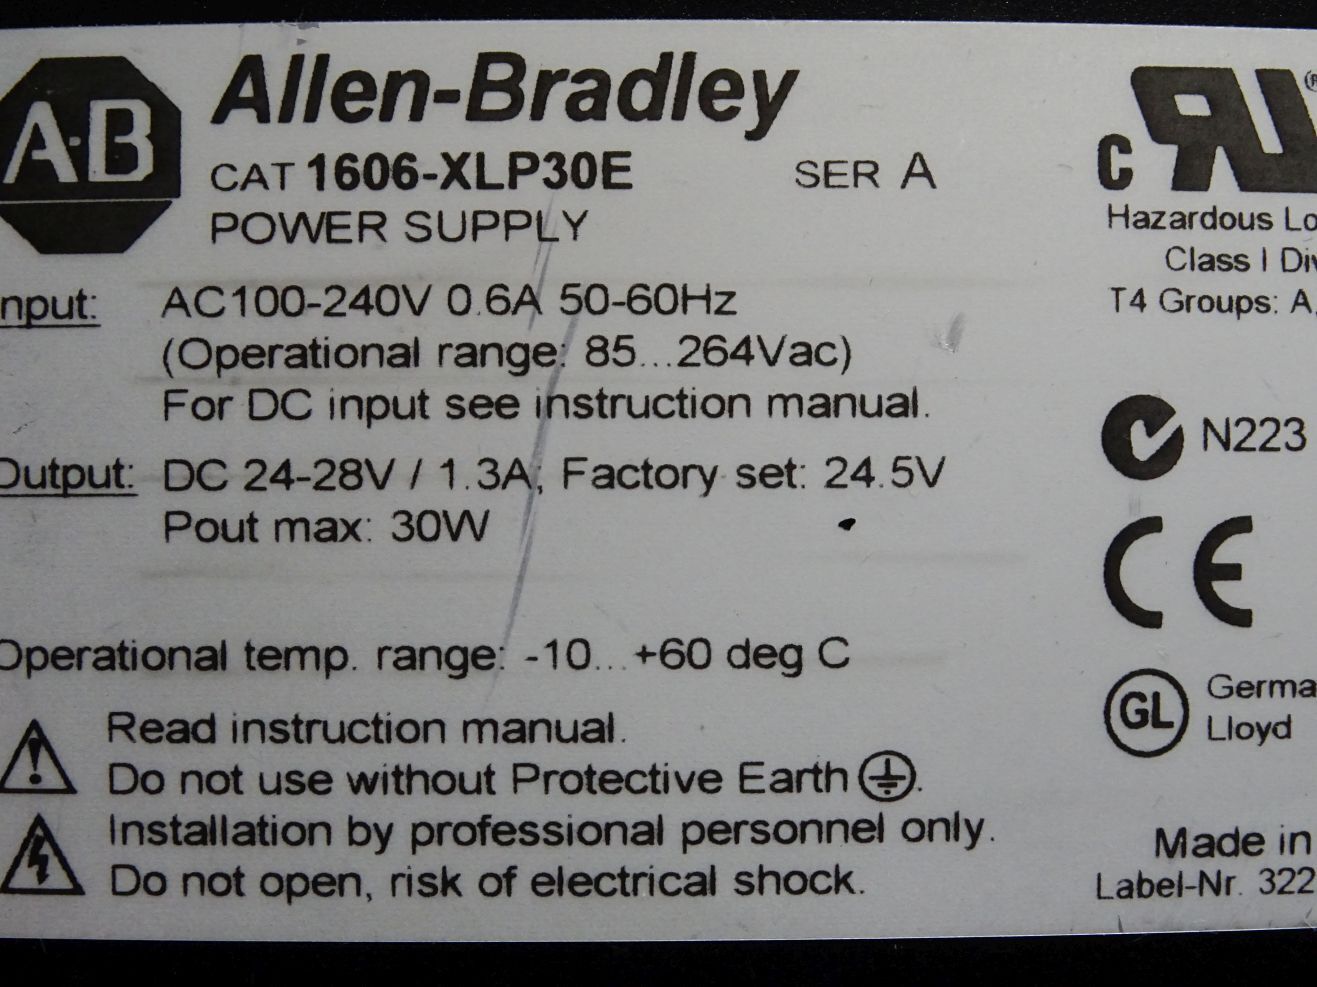 A-B
Allen-Bradley
CAT 1606-XLP30E
SER A
POWER SUPPLY
Input: AC100-240V 0.6A 50-60Hz
(Operational range: 85...264Vac)
For DC input see instruction manual.
Output: DC 24-28V / 1.3A; Factory set: 24.5V
Pout max: 30W
Operational temp. range: -10...+60 deg C
Read instruction manual.
Do not use without Protective Earth.
Installation by professional personnel only.
Do not open, risk of electrical shock.
C
Hazardous
Class I
T4 Groups: A,
N223
CE
GL
Lloyd
Made in
Label-Nr. 322